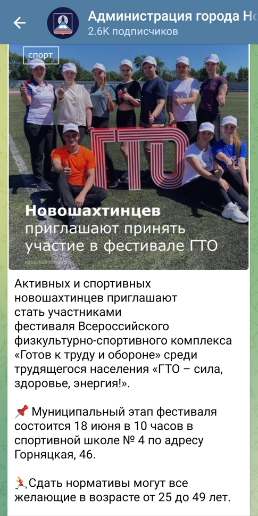 Администрация города Но
2.6K подписчиков
спорт
ГТО
Новошахтинцев
приглашают принять
участие в фестивале ГТО
Активных и спортивных
новошахтинцев приглашают
стать участниками
фестиваля Всероссийского
физкультурно-спортивного комплекса
«Готов к труду и обороне» среди
трудящегося населения «ГТО – сила,
здоровье, энергия!».
📌 Муниципальный этап фестиваля
состоится 18 июня в 10 часов в
спортивной школе № 4 по адресу
Горняцкая, 46.
🏃Сдать нормативы могут все
желающие в возрасте от 25 до 49 лет.